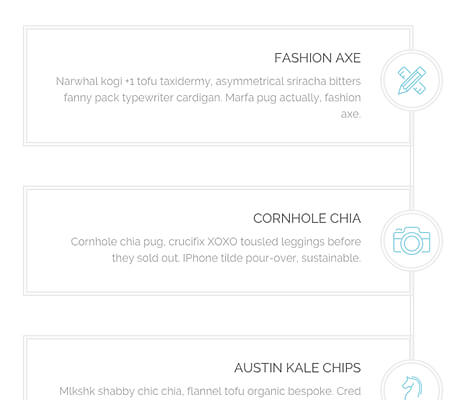 FASHION AXE
Narwhal kogi +1 tofu taxidermy, asymmetrical sriracha bitters
fanny pack typewriter cardigan. Marfa pug actually, fashion
axe.
CORNHOLE CHIA
Cornhole chia pug, crucifix XOXO tousled leggings before
they sold out. IPhone tilde pour-over, sustainable.
AUSTIN KALE CHIPS
Mlkshk shabby chic chia, flannel tofu organic bespoke. Cred